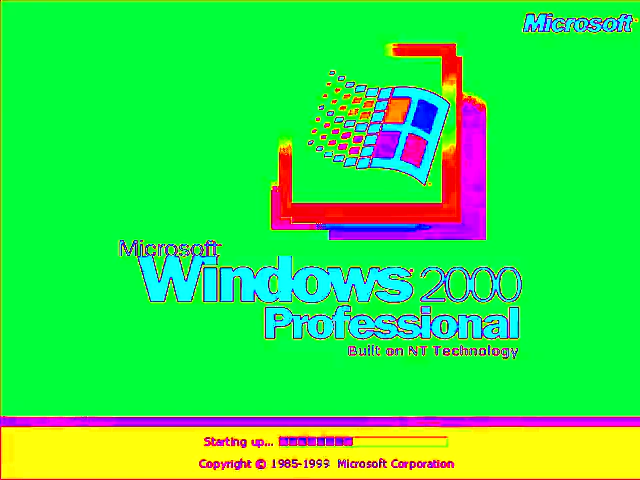 Microsoft
Microsoft
Windows 2000
Professional
Built on NT Technology
Starting up...
Copyright © 1985-1999 Microsoft Corporation